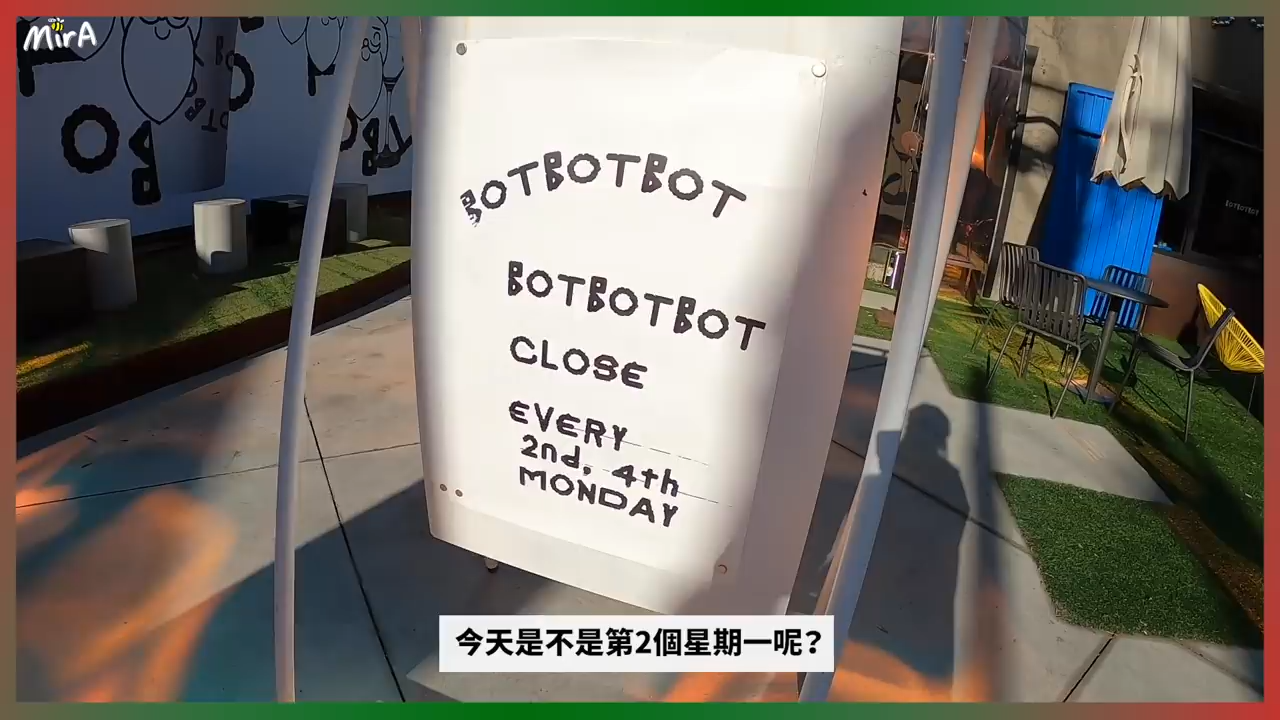 MirA
BOTBOTBOT
BOTBOTBOT
CLOSE
EVERY
2nd, 4th
MONDAY
BOTBOTBOT
今天是不是第2個星期一呢?